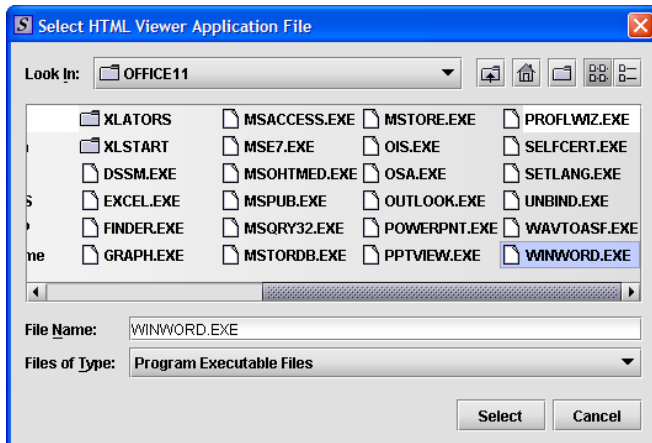 S Select HTML Viewer Application File
Look In: OFFICE11
XLATORS MSACCESS.EXE MSTORE.EXE PROFLWIZ.EXE
XLSTART MSE7.EXE OIS.EXE SELFCERT.EXE
DSSM.EXE MSOHTMED.EXE OSA.EXE SETLANG.EXE
EXCEL.EXE MSPUB.EXE OUTLOOK.EXE UNBIND.EXE
FINDER.EXE MSQRY32.EXE POWERPNT.EXE WAVTOASF.EXE
me GRAPH.EXE MSTORDB.EXE PPTVIEW.EXE WINWORD.EXE
File Name: WINWORD.EXE
Files of Type: Program Executable Files
Select Cancel